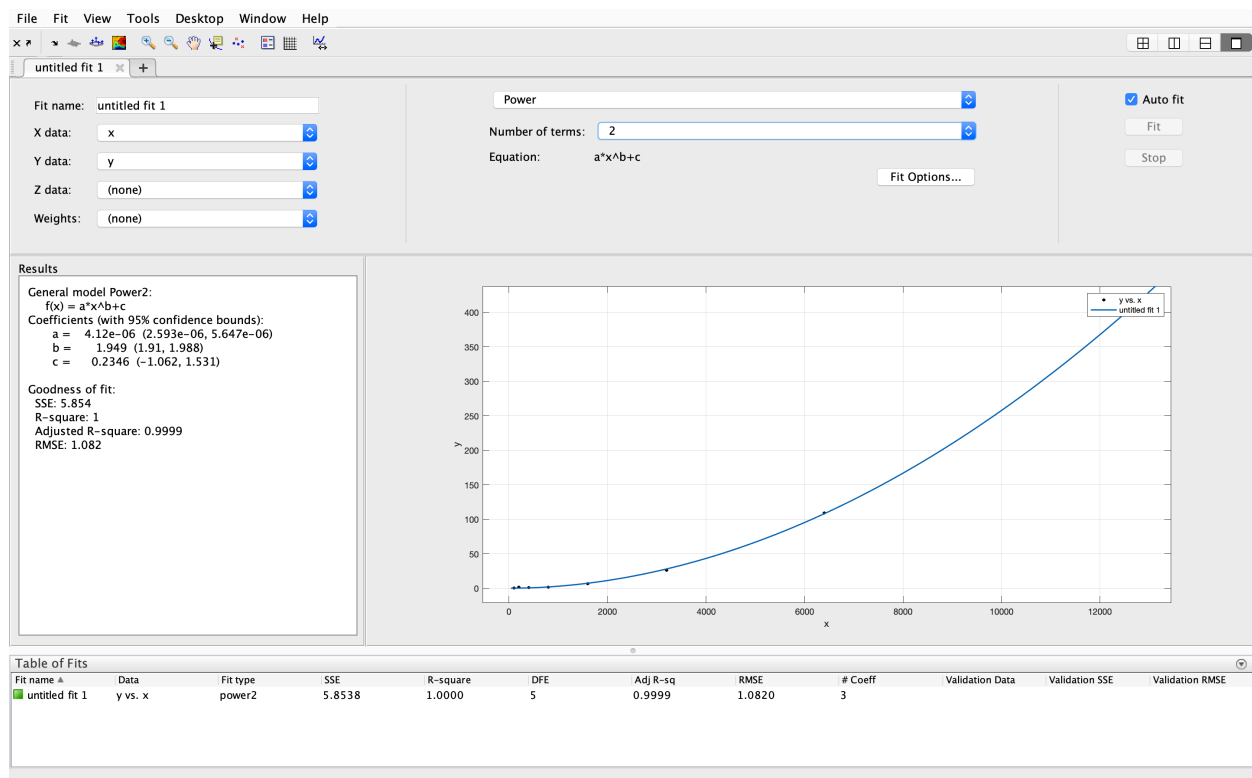 File Fit View Tools Desktop Window Help
untitled fit 1
Fit name: untitled fit 1
X data: x
Y data: y
Z data: (none)
Weights: (none)
Power
Number of terms: 2
Equation: a*x^b+c
Fit Options...
Auto fit
Fit
Stop
Results
General model Power2:
f(x) = a*x^b+c
Coefficients (with 95% confidence bounds):
a = 4.12e-06 (2.593e-06, 5.647e-06)
b = 1.949 (1.91, 1.988)
c = 0.2346 (-1.062, 1.531)
Goodness of fit:
SSE: 5.854
R-square: 1
Adjusted R-square: 0.9999
RMSE: 1.082
y vs. x
untitled fit 1
400
350
300
250
200
150
100
50
0
y
0 2000 4000 6000 8000 10000 12000
x
Table of Fits
Fit name Data Fit type SSE R-square DFE Adj R-sq RMSE # Coeff Validation Data Validation SSE Validation RMSE
untitled fit 1 y vs. x power2 5.8538 1.0000 5 0.9999 1.0820 3